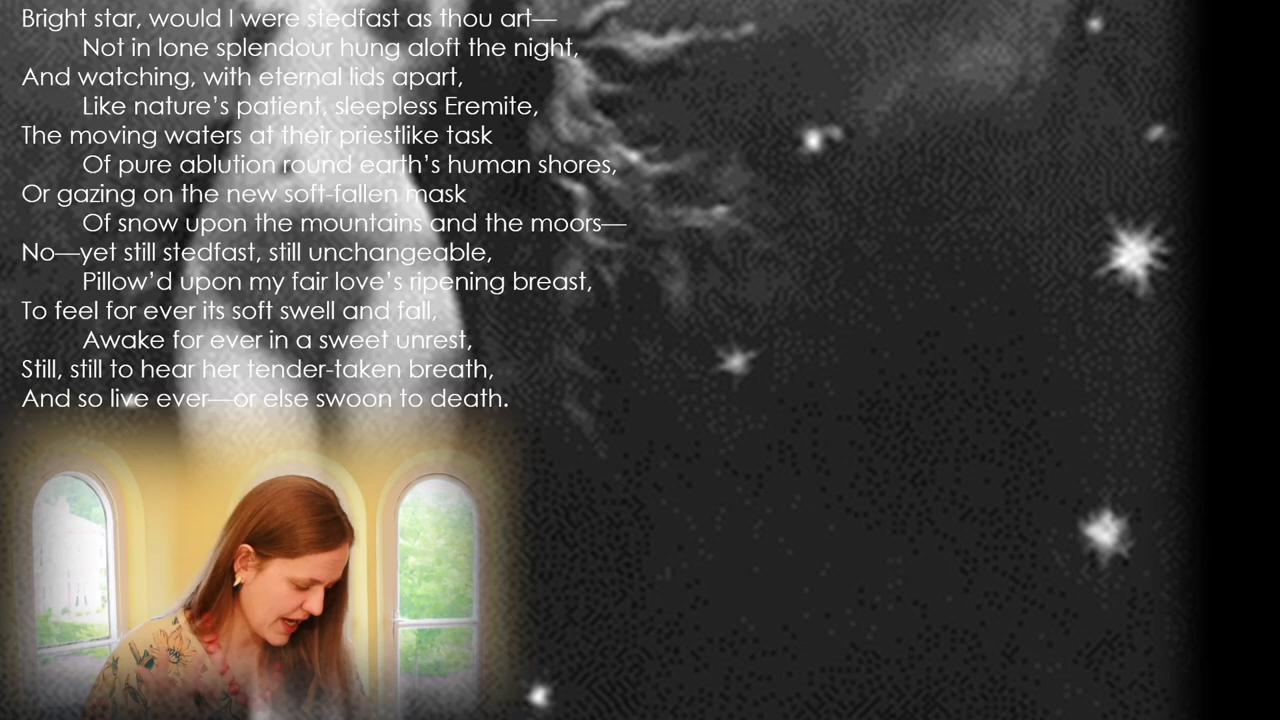 Bright star, would I were stedfast as thou art—
Not in lone splendour hung aloft the night,
And watching, with eternal lids apart,
Like nature’s patient, sleepless Eremite,
The moving waters at their priestlike task
Of pure ablution round earth’s human shores,
Or gazing on the new soft-fallen mask
Of snow upon the mountains and the moors—
No—yet still stedfast, still unchangeable,
Pillow’d upon my fair love’s ripening breast,
To feel for ever its soft swell and fall,
Awake for ever in a sweet unrest,
Still, still to hear her tender-taken breath,
And so live ever—or else swoon to death.